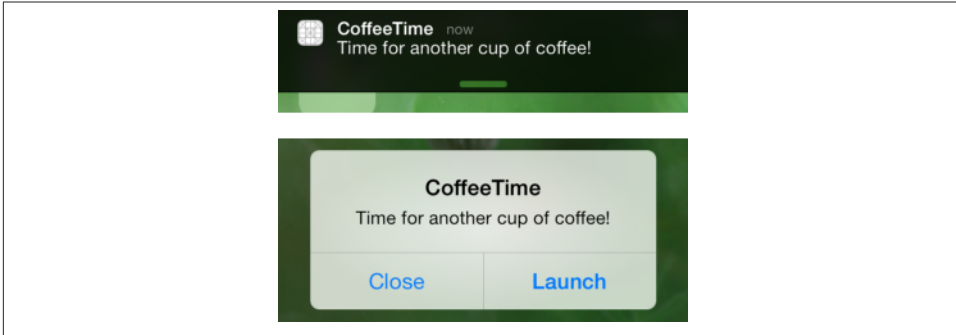 CoffeeTime now
Time for another cup of coffee!
CoffeeTime
Time for another cup of coffee!
Close Launch